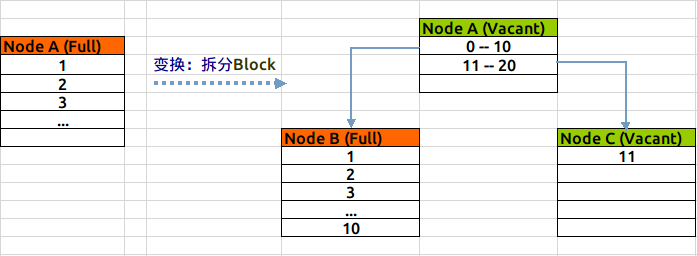 Node A (Full)
1
2
3
...
变换：拆分Block
Node A (Vacant)
0 -- 10
11 -- 20
Node B (Full)
1
2
3
...
10
Node C (Vacant)
11